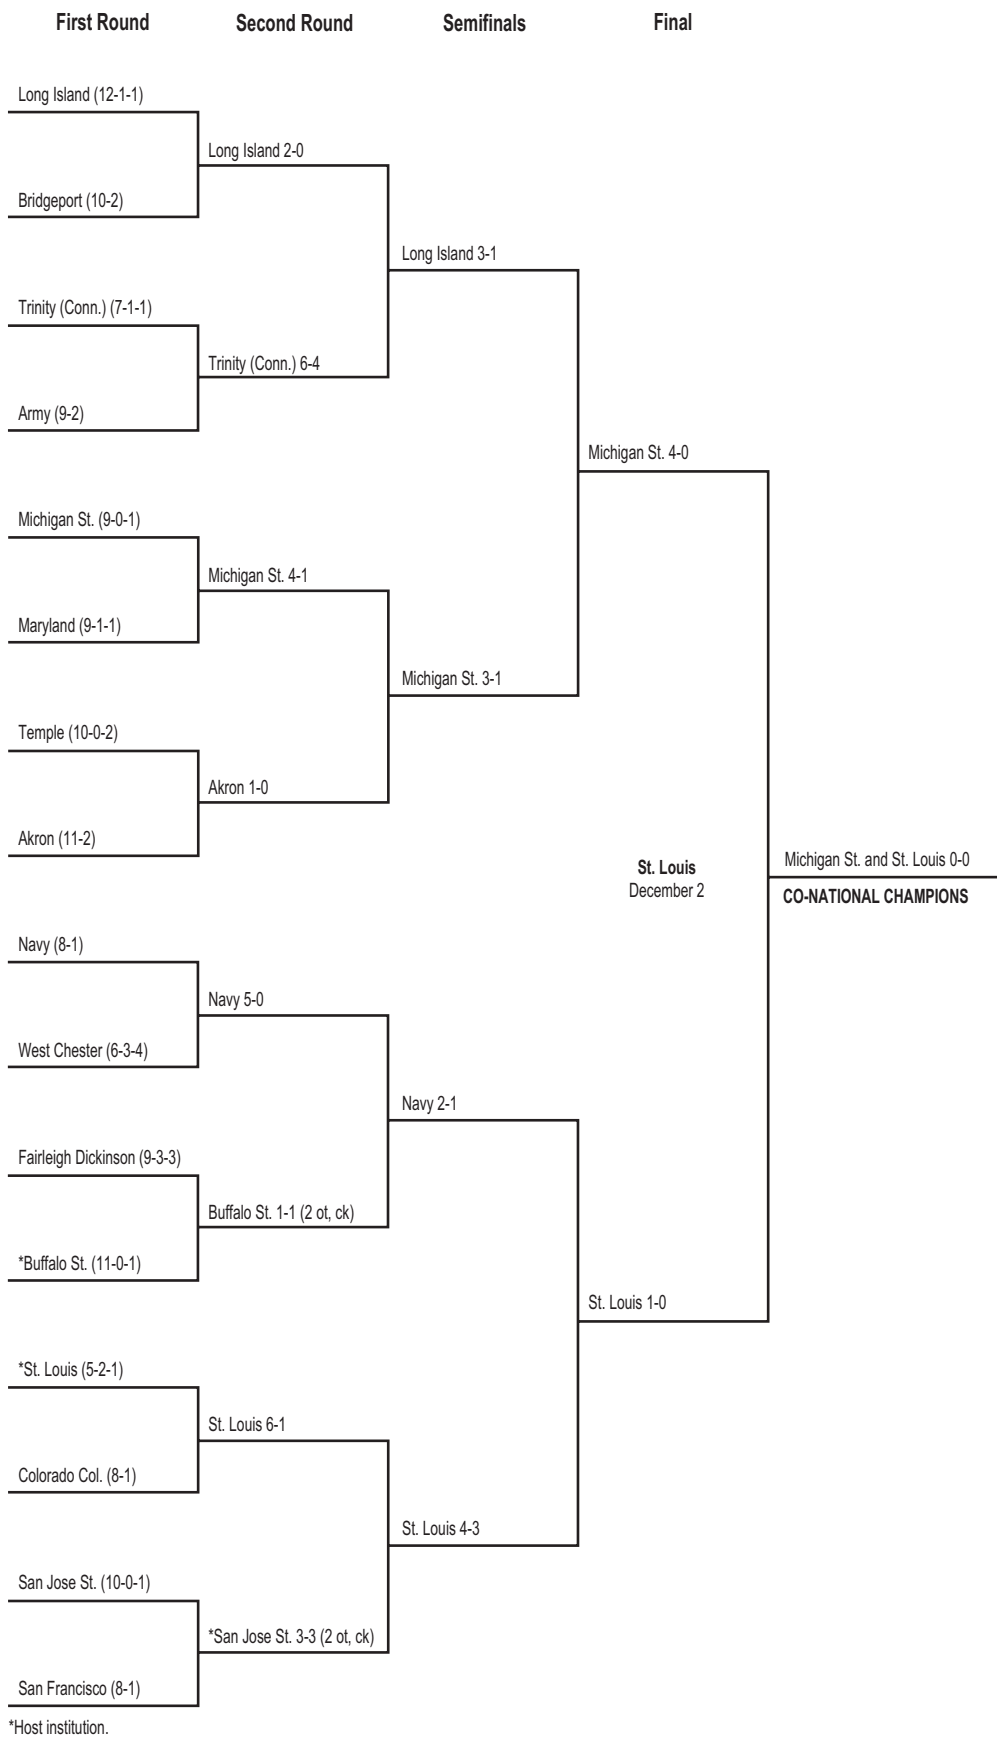 First Round
Second Round
Semifinals
Final
Long Island (12-1-1)
Long Island 2-0
Bridgeport (10-2)
Long Island 3-1
Trinity (Conn.) (7-1-1)
Trinity (Conn.) 6-4
Army (9-2)
Michigan St. 4-0
Michigan St. (9-0-1)
Michigan St. 4-1
Maryland (9-1-1)
Michigan St. 3-1
Temple (10-0-2)
Akron 1-0
Akron (11-2)
St. Louis
December 2
Michigan St. and St. Louis 0-0
CO-NATIONAL CHAMPIONS
Navy (8-1)
Navy 5-0
West Chester (6-3-4)
Navy 2-1
Fairleigh Dickinson (9-3-3)
Buffalo St. 1-1 (2 ot, ck)
*Buffalo St. (11-0-1)
St. Louis 1-0
*St. Louis (5-2-1)
St. Louis 6-1
Colorado Col. (8-1)
St. Louis 4-3
San Jose St. (10-0-1)
*San Jose St. 3-3 (2 ot, ck)
San Francisco (8-1)
*Host institution.